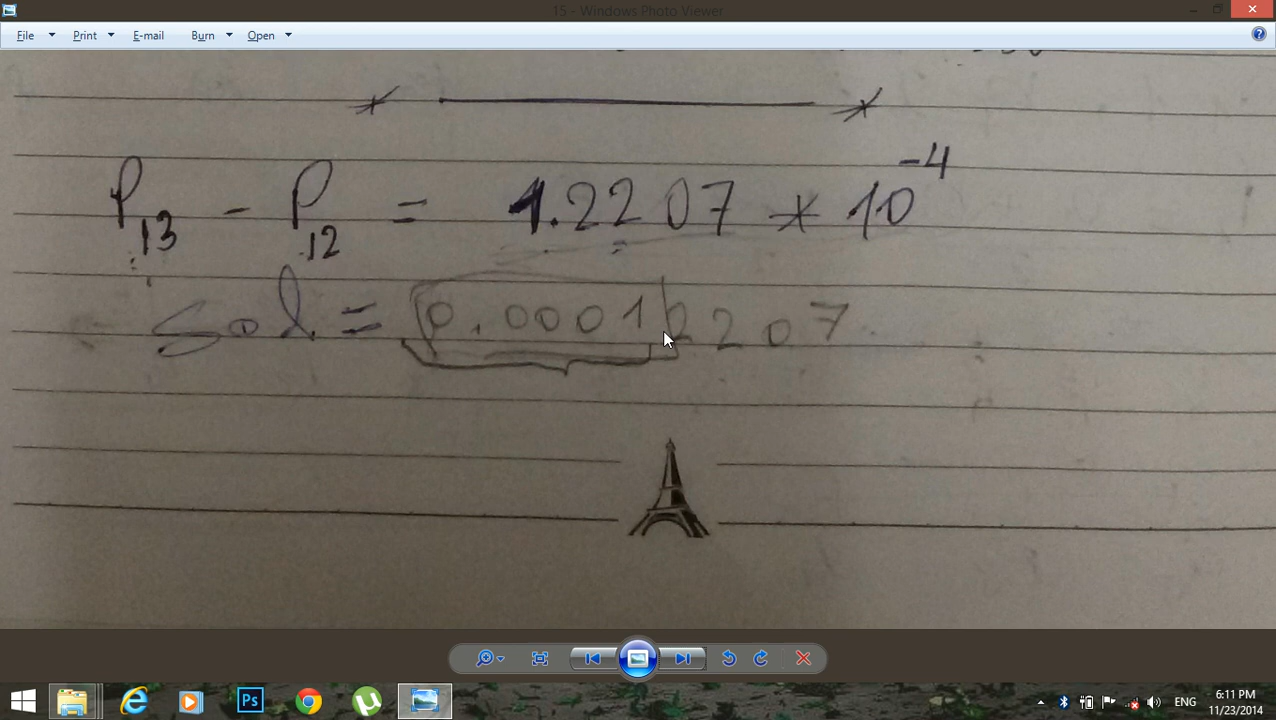 15 - Windows Photo Viewer
File Print E-mail Burn Open
P₁₃ - P₁₂ = 1.2207 * 10⁻⁴
Sol = 0.00012207
ENG
6:11 PM
11/23/2014